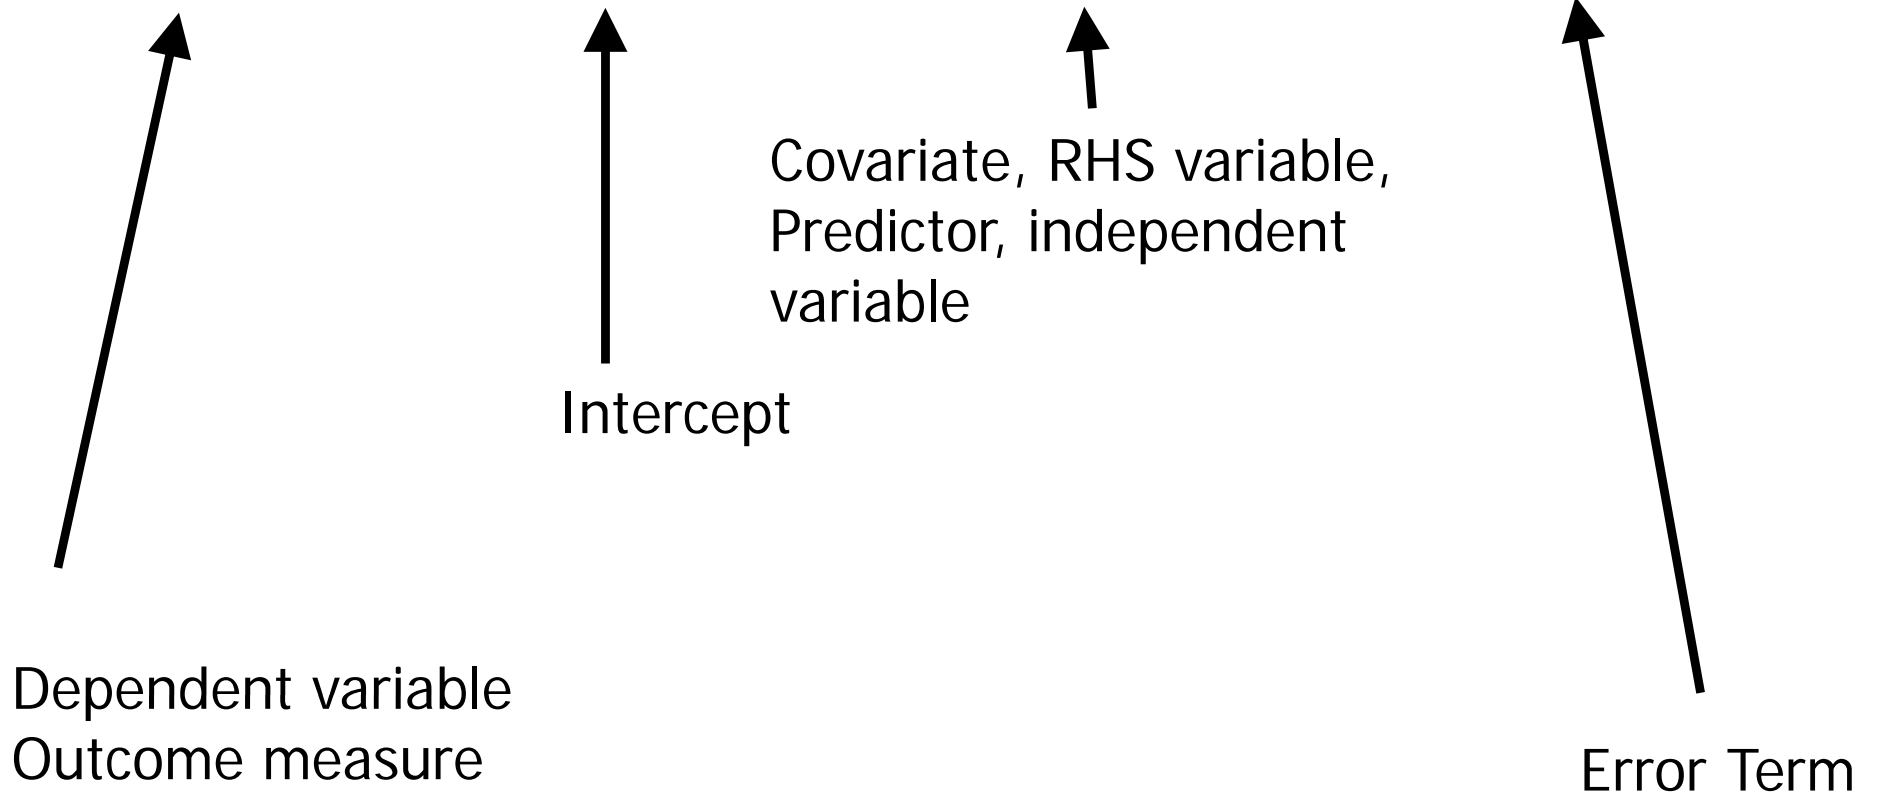 Covariate, RHS variable,
Predictor, independent
variable
Intercept
Dependent variable
Outcome measure
Error Term